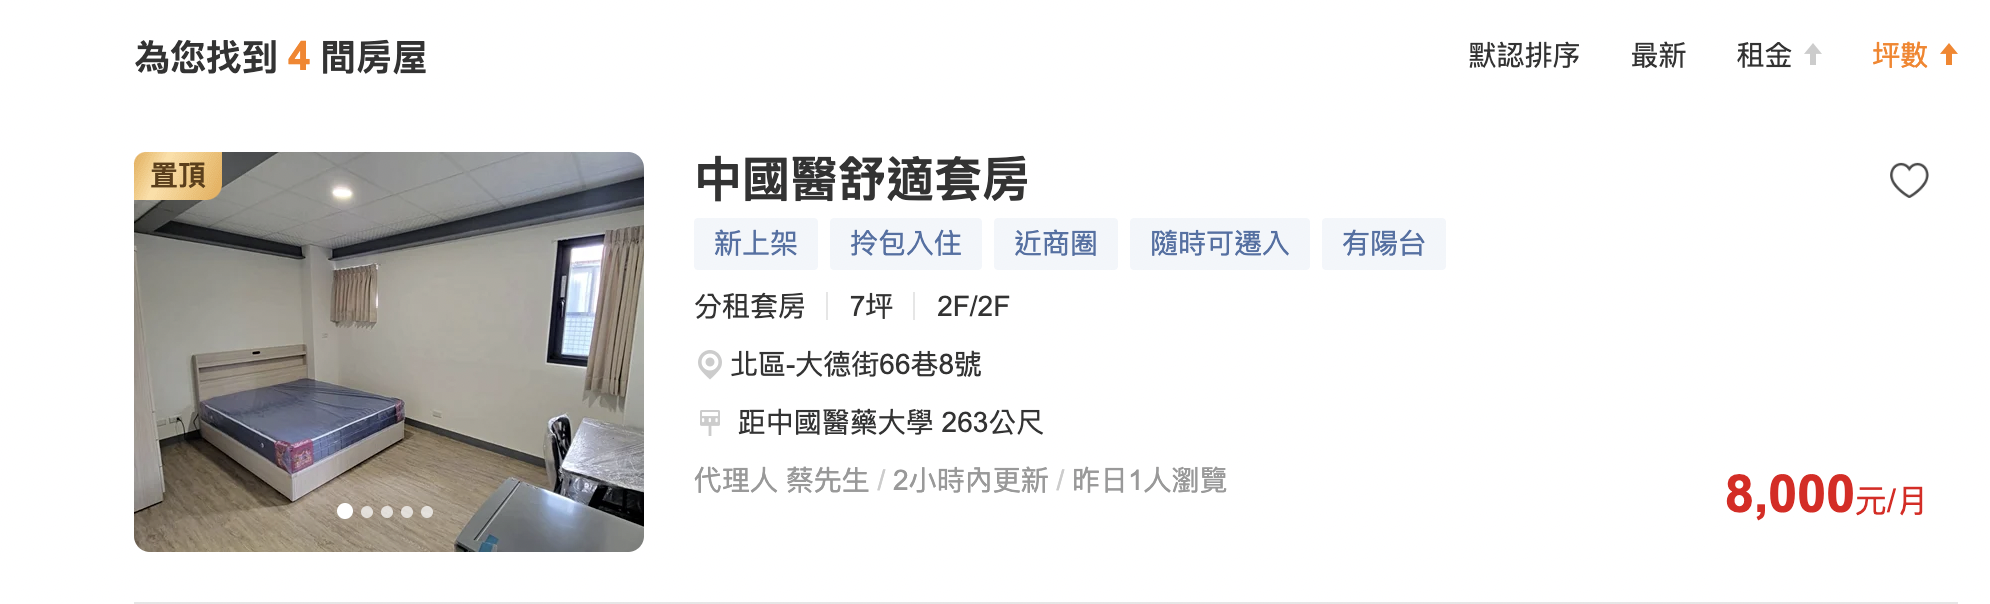 為您找到 4 間房屋
默認排序 最新 租金 坪數
置頂
中國醫舒適套房
新上架 拎包入住 近商圈 隨時可遷入 有陽台
分租套房 7坪 2F/2F
北區-大德街66巷8號
距中國醫藥大學 263公尺
代理人 蔡先生 / 2小時內更新 / 昨日1人瀏覽
8,000元/月